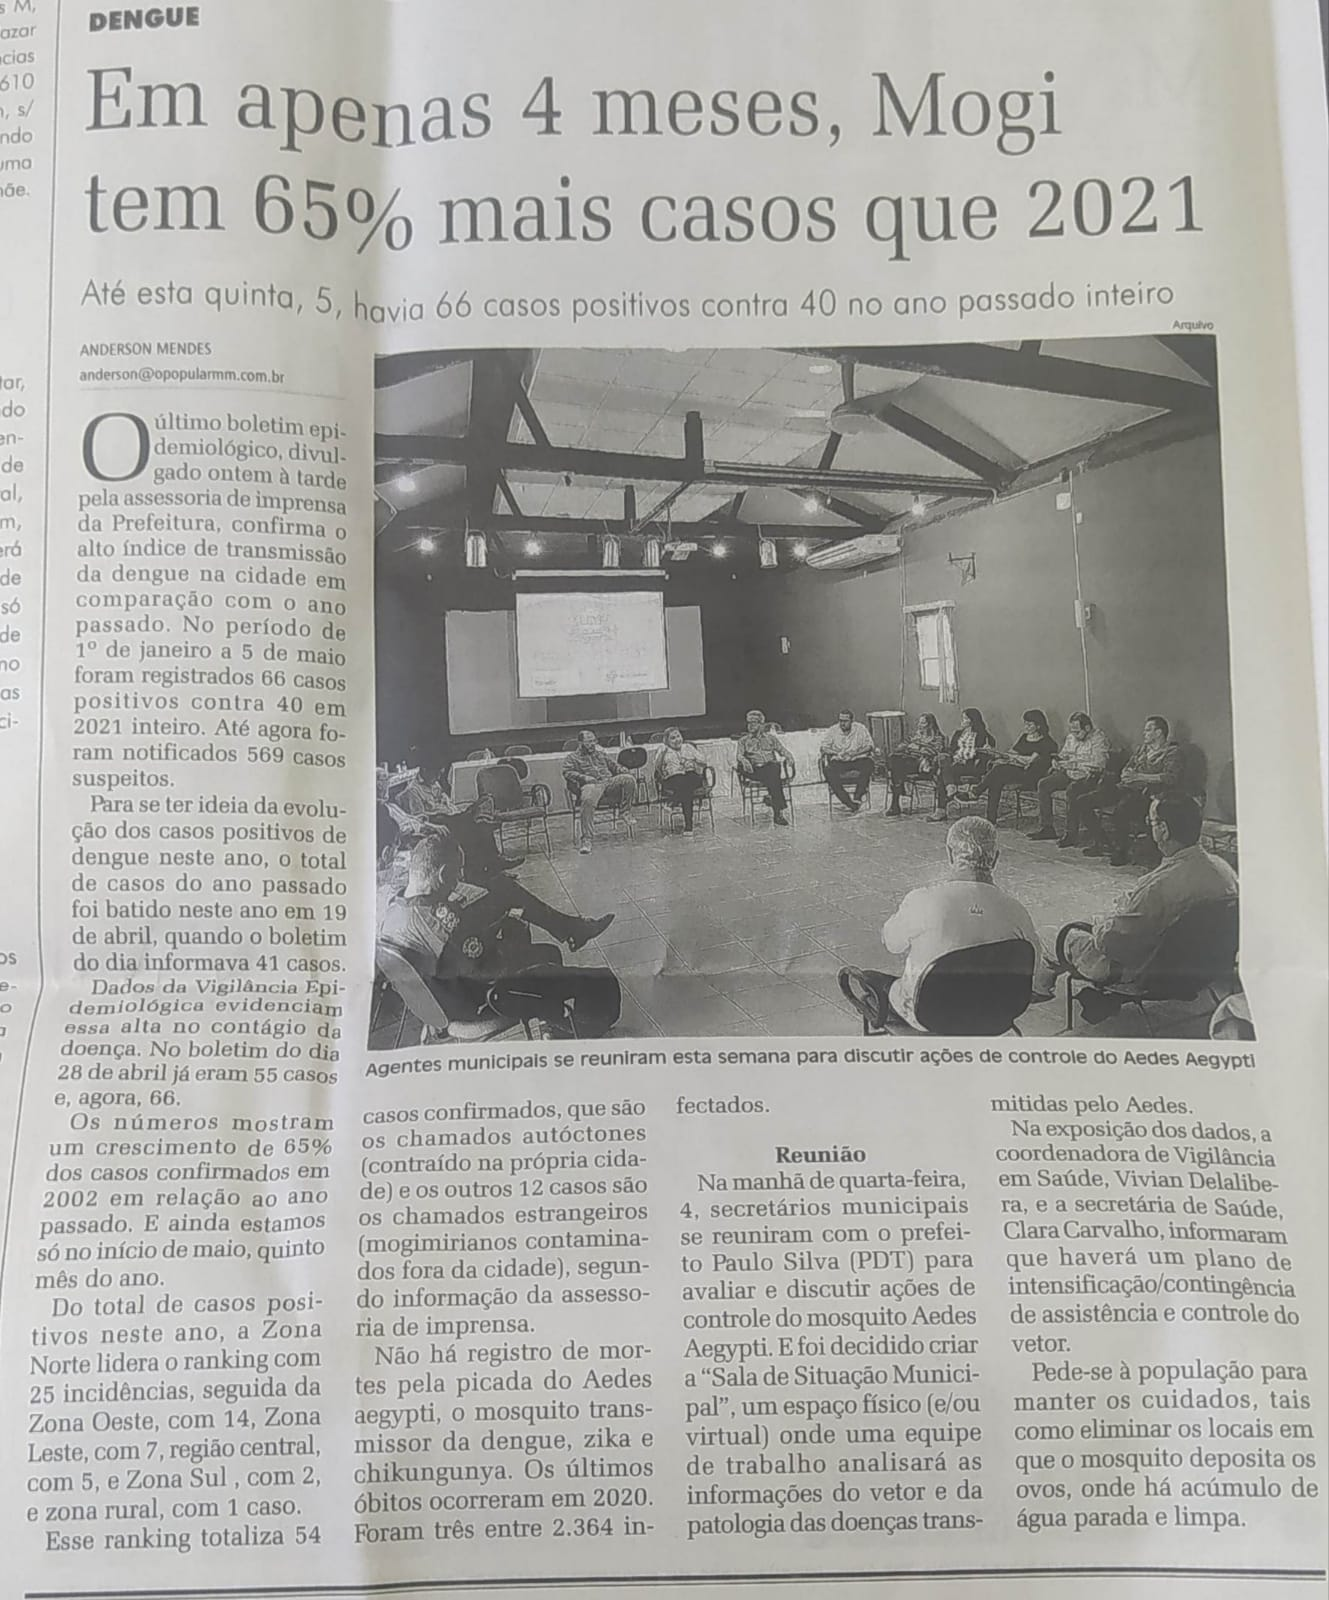 s M,
azar
cias
610
n, s/
ndo
uma
nãe.
tar,
do
en-
de
al,
m,
erá
de
só
de
no
as
ci-
os
e-
o
a
DENGUE
Em apenas 4 meses, Mogi
tem 65% mais casos que 2021
Até esta quinta, 5, havia 66 casos positivos contra 40 no ano passado inteiro
Arquivo
ANDERSON MENDES
anderson@opopularmm.com.br
O último boletim epi-
demiológico, divul-
gado ontem à tarde
pela assessoria de imprensa
da Prefeitura, confirma o
alto índice de transmissão
da dengue na cidade em
comparação com o ano
passado. No período de
1º de janeiro a 5 de maio
foram registrados 66 casos
positivos contra 40 em
2021 inteiro. Até agora fo-
ram notificados 569 casos
suspeitos.
Para se ter ideia da evolu-
ção dos casos positivos de
dengue neste ano, o total
de casos do ano passado
foi batido neste ano em 19
de abril, quando o boletim
do dia informava 41 casos.
Dados da Vigilância Epi-
demiológica evidenciam
essa alta no contágio da
doença. No boletim do dia
28 de abril já eram 55 casos
e, agora, 66.
Os números mostram
um crescimento de 65%
dos casos confirmados em
2002 em relação ao ano
passado. E ainda estamos
só no início de maio, quinto
mês do ano.
Do total de casos posi-
tivos neste ano, a Zona
Norte lidera o ranking com
25 incidências, seguida da
Zona Oeste, com 14, Zona
Leste, com 7, região central,
com 5, e Zona Sul , com 2,
e zona rural, com 1 caso.
Esse ranking totaliza 54
Agentes municipais se reuniram esta semana para discutir ações de controle do Aedes Aegypti
casos confirmados, que são
os chamados autóctones
(contraído na própria cida-
de) e os outros 12 casos são
os chamados estrangeiros
(mogimirianos contamina-
dos fora da cidade), segun-
do informação da assesso-
ria de imprensa.
Não há registro de mor-
tes pela picada do Aedes
aegypti, o mosquito trans-
missor da dengue, zika e
chikungunya. Os últimos
óbitos ocorreram em 2020.
Foram três entre 2.364 in-
fectados.
Reunião
Na manhã de quarta-feira,
4, secretários municipais
se reuniram com o prefei-
to Paulo Silva (PDT) para
avaliar e discutir ações de
controle do mosquito Aedes
Aegypti. E foi decidido criar
a “Sala de Situação Munici-
pal”, um espaço físico (e/ou
virtual) onde uma equipe
de trabalho analisará as
informações do vetor e da
patologia das doenças trans-
mitidas pelo Aedes.
Na exposição dos dados, a
coordenadora de Vigilância
em Saúde, Vivian Delalibe-
ra, e a secretária de Saúde,
Clara Carvalho, informaram
que haverá um plano de
intensificação/contingência
de assistência e controle do
vetor.
Pede-se à população para
manter os cuidados, tais
como eliminar os locais em
que o mosquito deposita os
ovos, onde há acúmulo de
água parada e limpa.